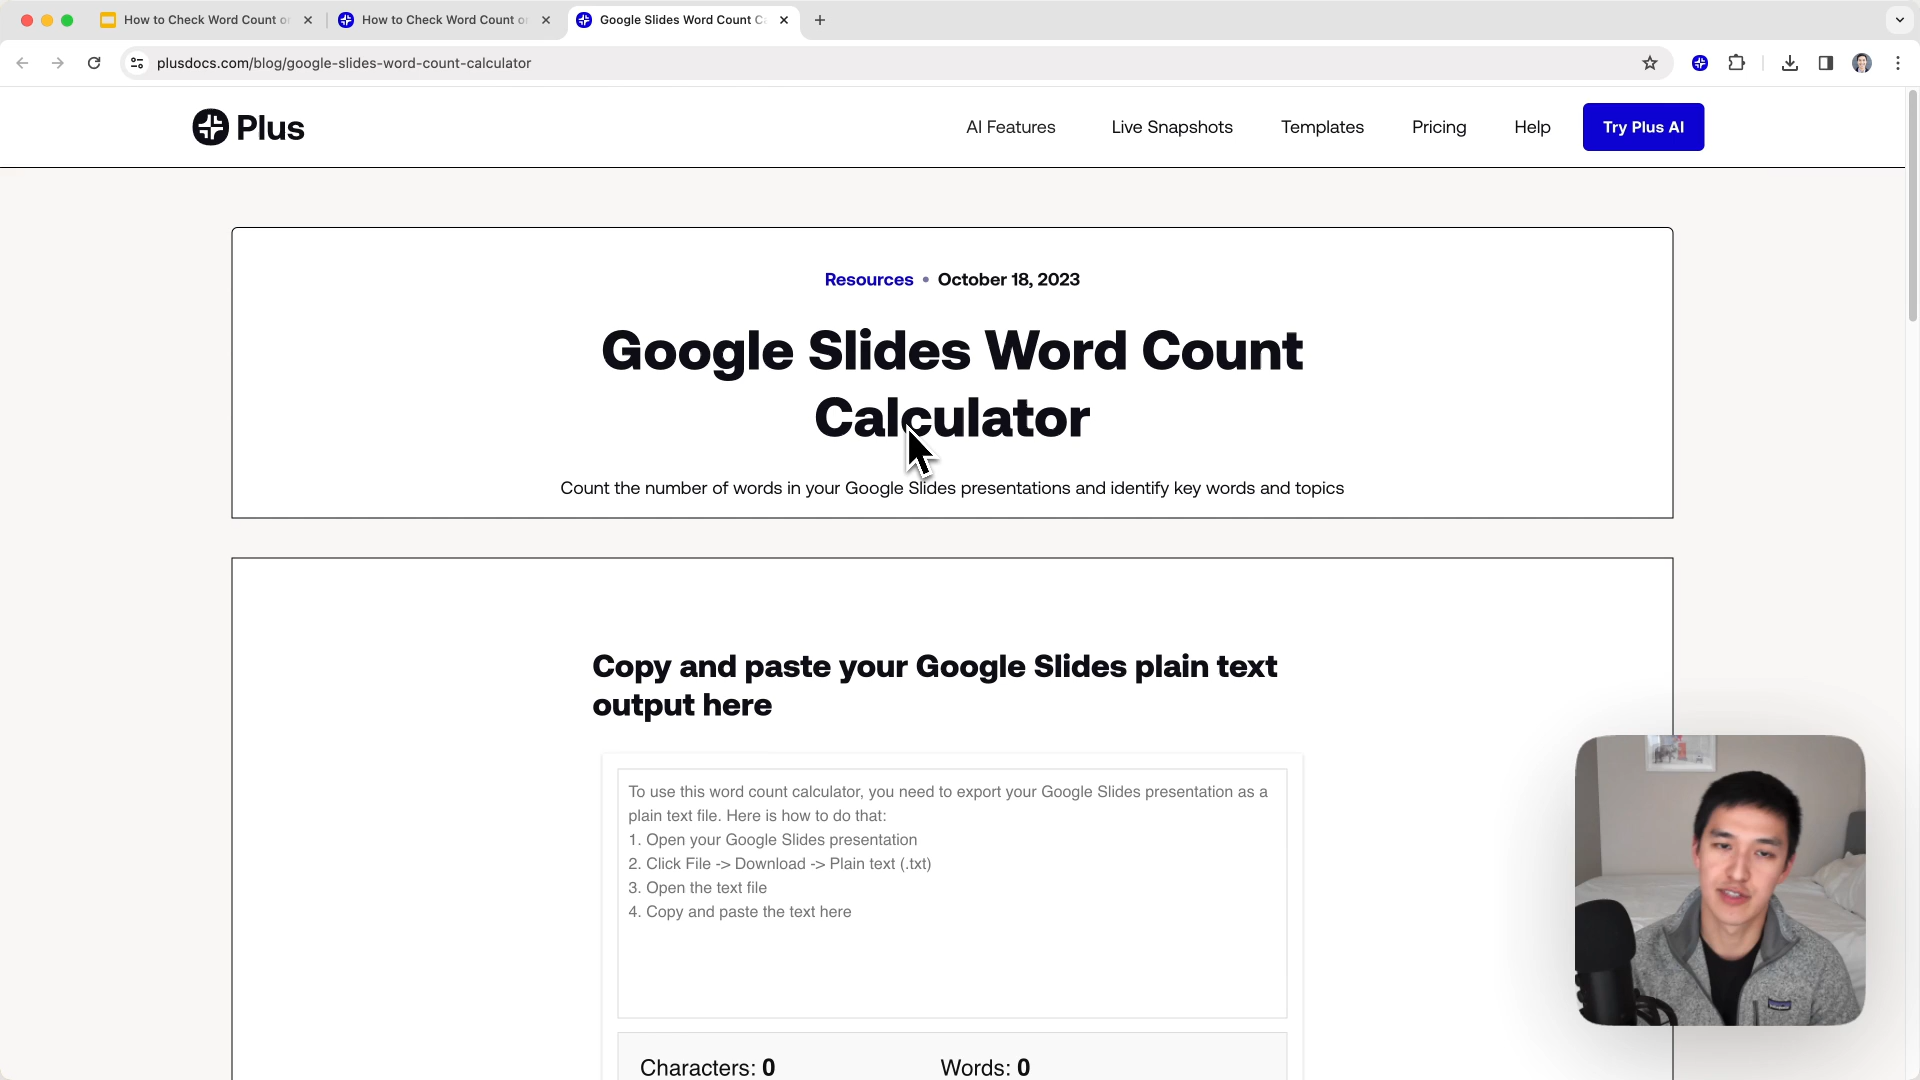 How to Check Word Count o
How to Check Word Count o
Google Slides Word Count C
plusdocs.com/blog/google-slides-word-count-calculator
Plus
AI Features
Live Snapshots
Templates
Pricing
Help
Try Plus AI
Resources • October 18, 2023
Google Slides Word Count
Calculator
Count the number of words in your Google Slides presentations and identify key words and topics
Copy and paste your Google Slides plain text
output here
To use this word count calculator, you need to export your Google Slides presentation as a
plain text file. Here is how to do that:
1. Open your Google Slides presentation
2. Click File -> Download -> Plain text (.txt)
3. Open the text file
4. Copy and paste the text here
Characters: 0
Words: 0